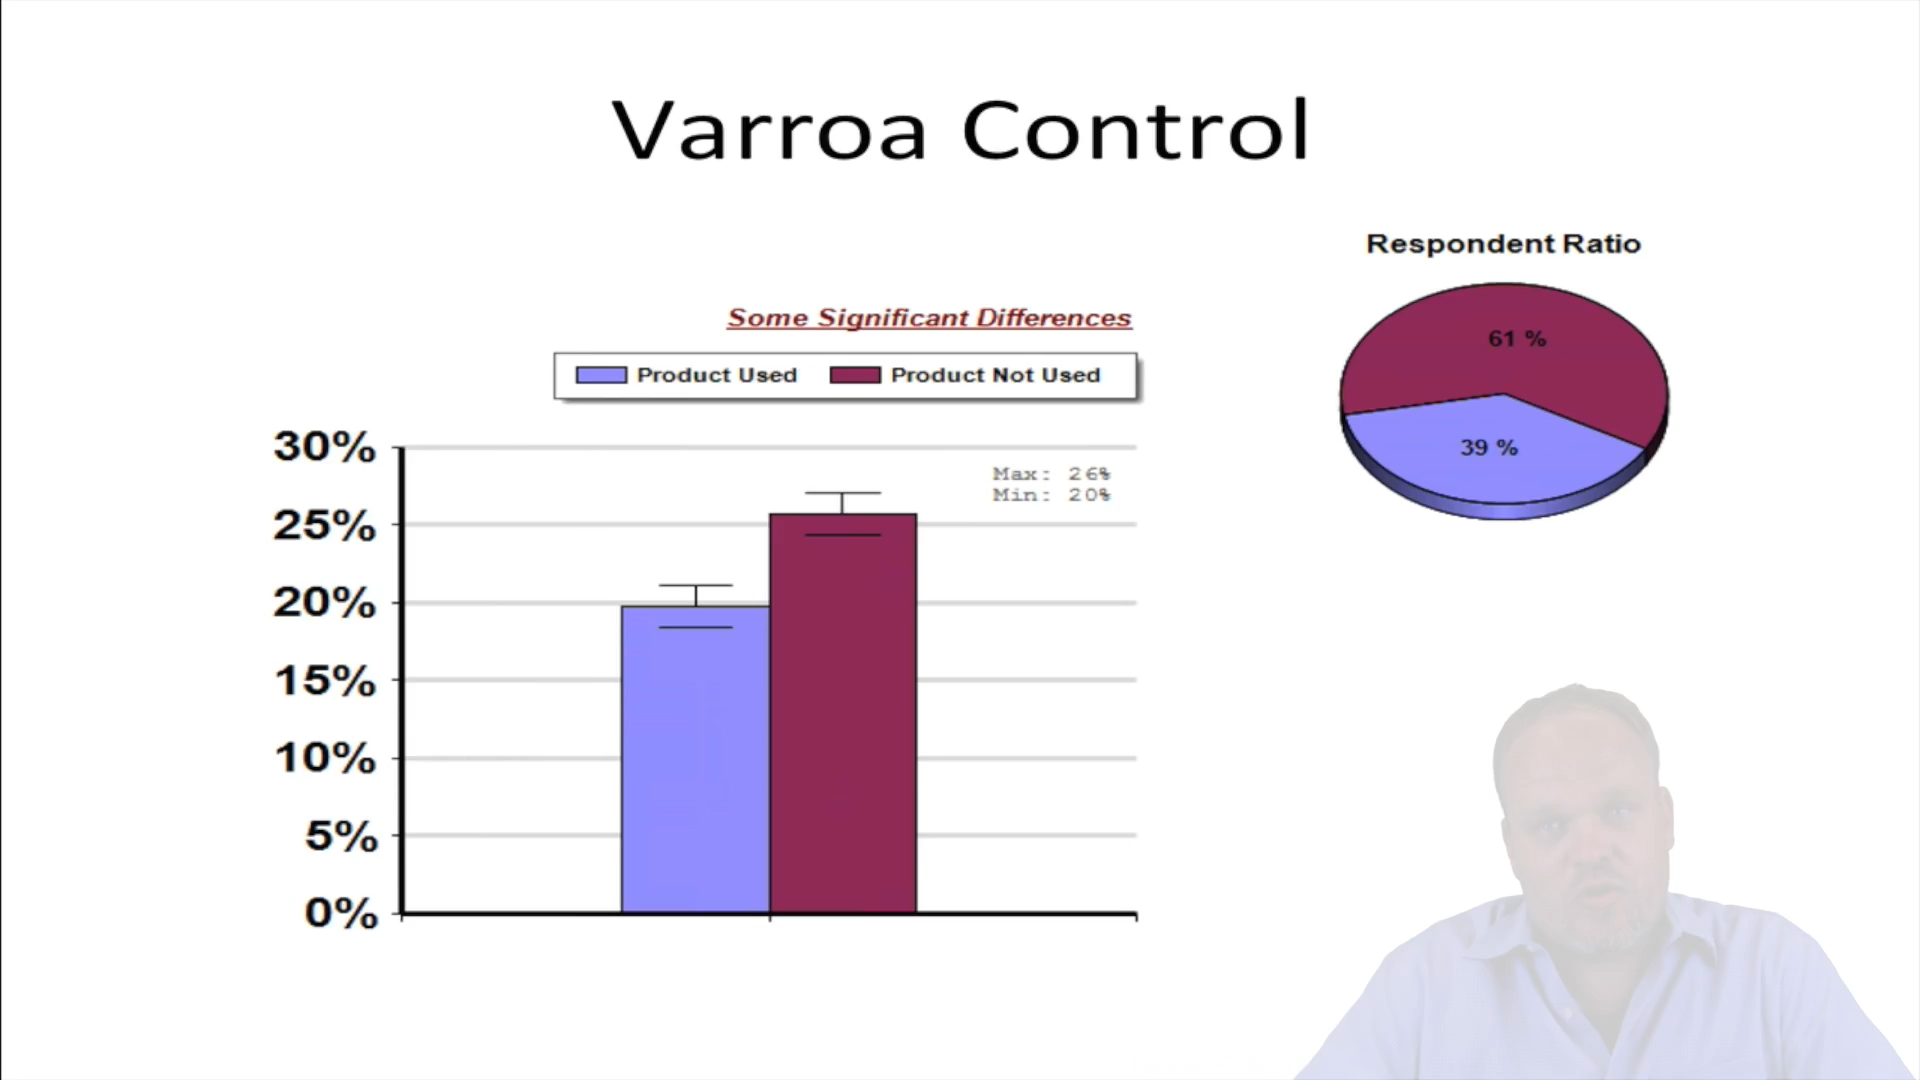 Varroa Control
Respondent Ratio
61 %
39 %
Some Significant Differences
Product Used
Product Not Used
Max: 26%
Min: 20%
30%
25%
20%
15%
10%
5%
0%